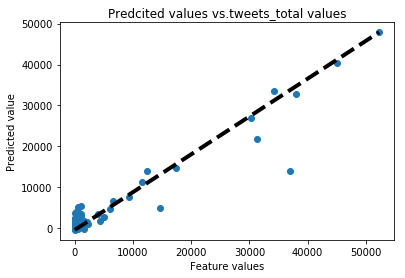 Predcited values vs.tweets_total values
50000
40000
30000
20000
10000
0
Predicted value
0 10000 20000 30000 40000 50000
Feature values